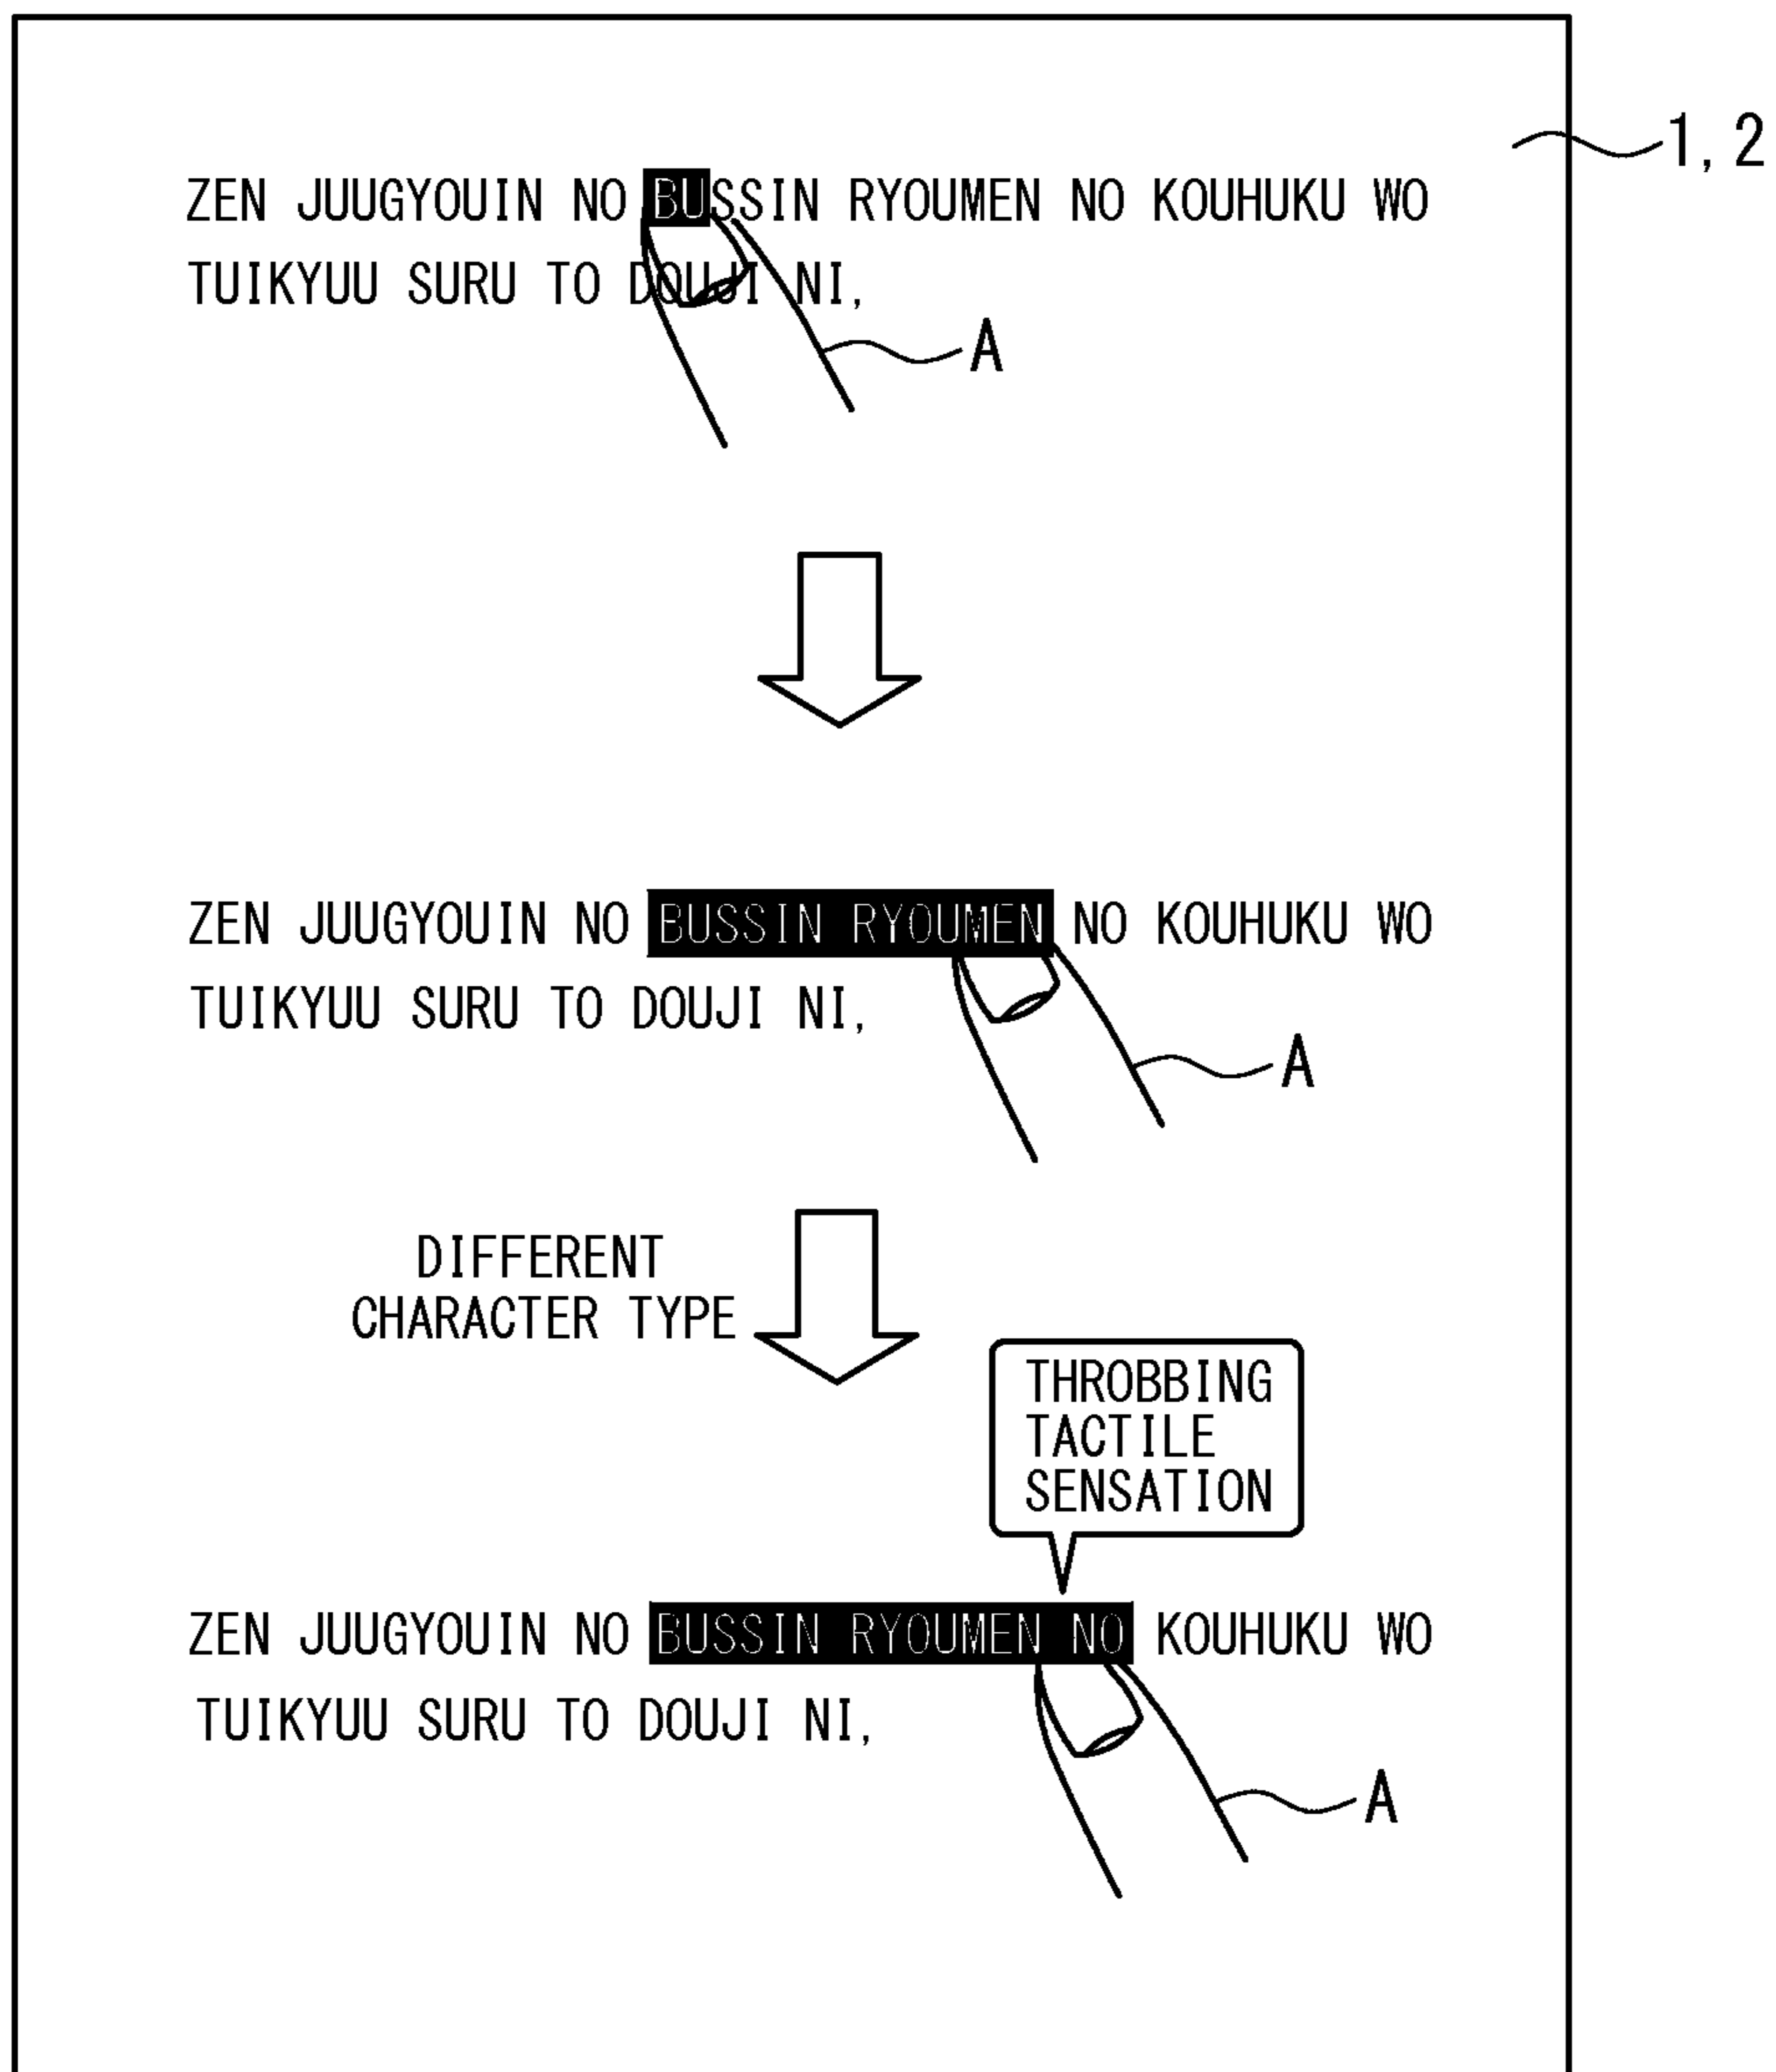 1, 2
ZEN JUUGYOUIN NO BUSSIN RYOUMEN NO KOUHUKU WO
TUIKYUU SURU TO DOUJI NI,
A
ZEN JUUGYOUIN NO BUSSIN RYOUMEN NO KOUHUKU WO
TUIKYUU SURU TO DOUJI NI,
A
DIFFERENT
CHARACTER TYPE
THROBBING
TACTILE
SENSATION
ZEN JUUGYOUIN NO BUSSIN RYOUMEN NO KOUHUKU WO
TUIKYUU SURU TO DOUJI NI,
A